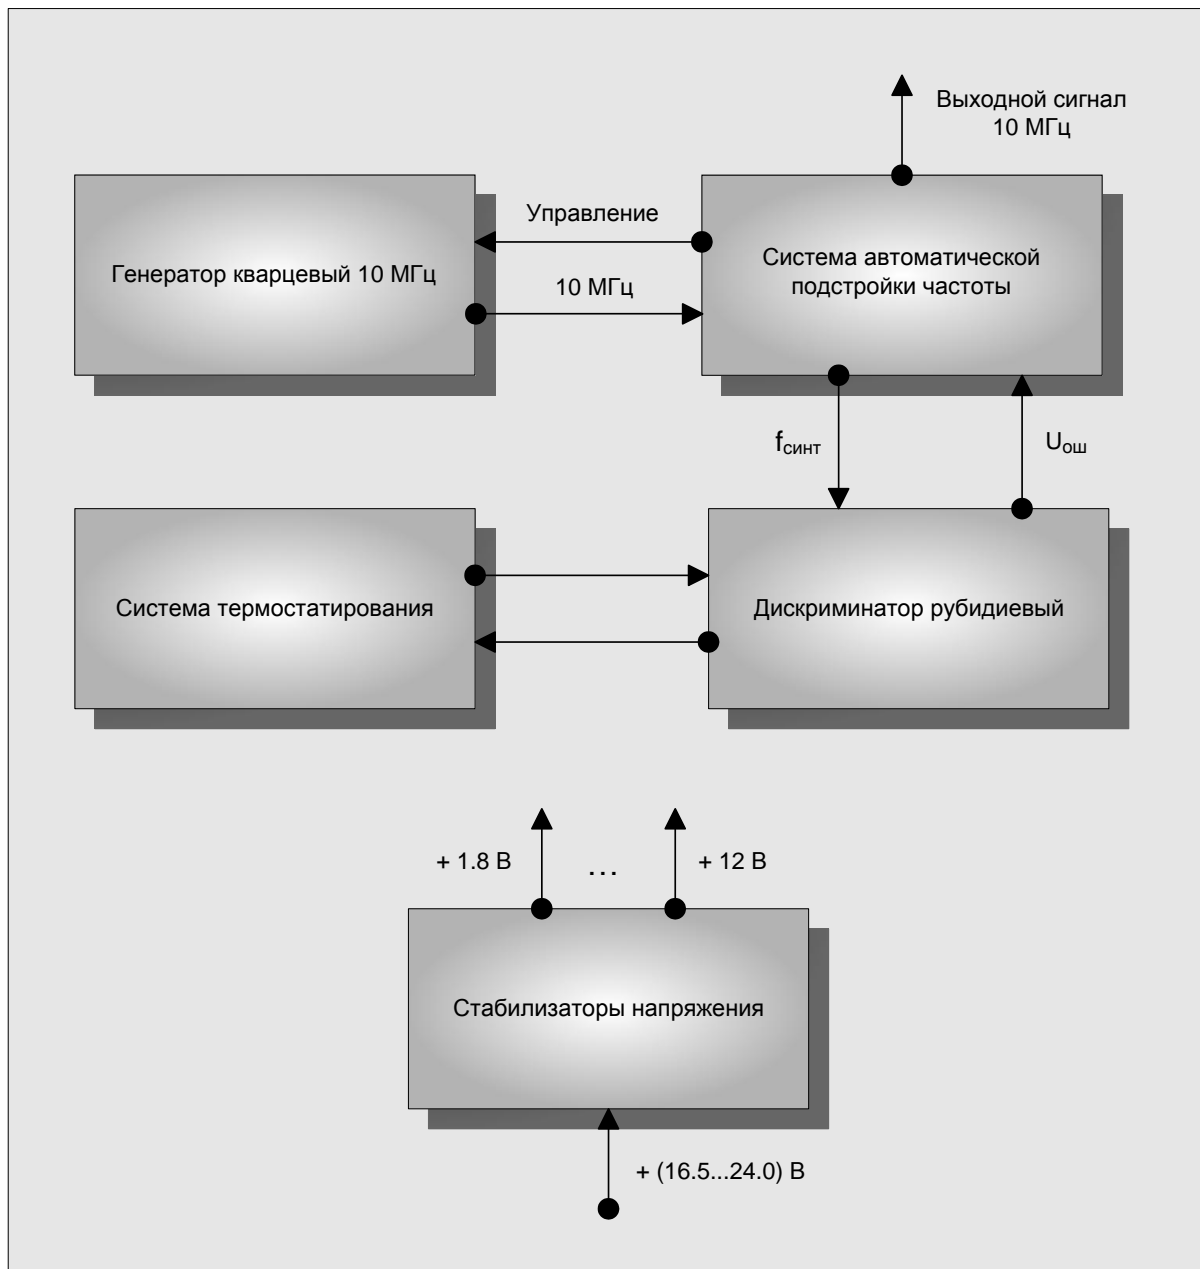 Выходной сигнал
10 МГц
Управление
Генератор кварцевый 10 МГц
Система автоматической
подстройки частоты
10 МГц
fсинт
Uош
Система термостатирования
Дискриминатор рубидиевый
+ 1.8 В
...
+ 12 В
Стабилизаторы напряжения
+ (16.5...24.0) В